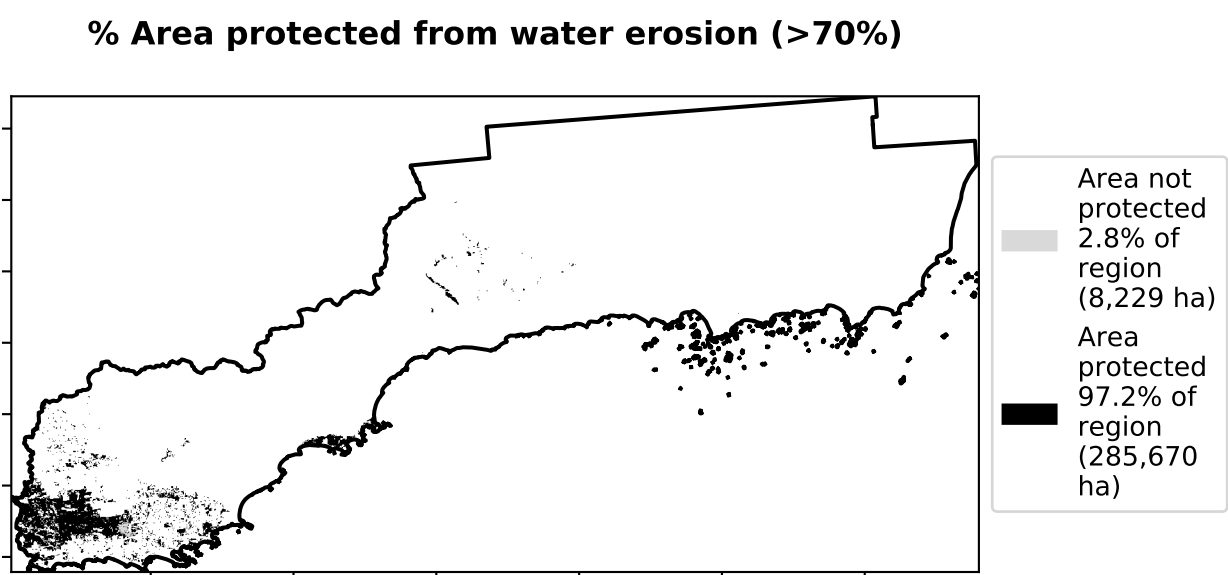 % Area protected from water erosion (>70%)
Area not
protected
2.8% of
region
(8,229 ha)
Area
protected
97.2% of
region
(285,670
ha)